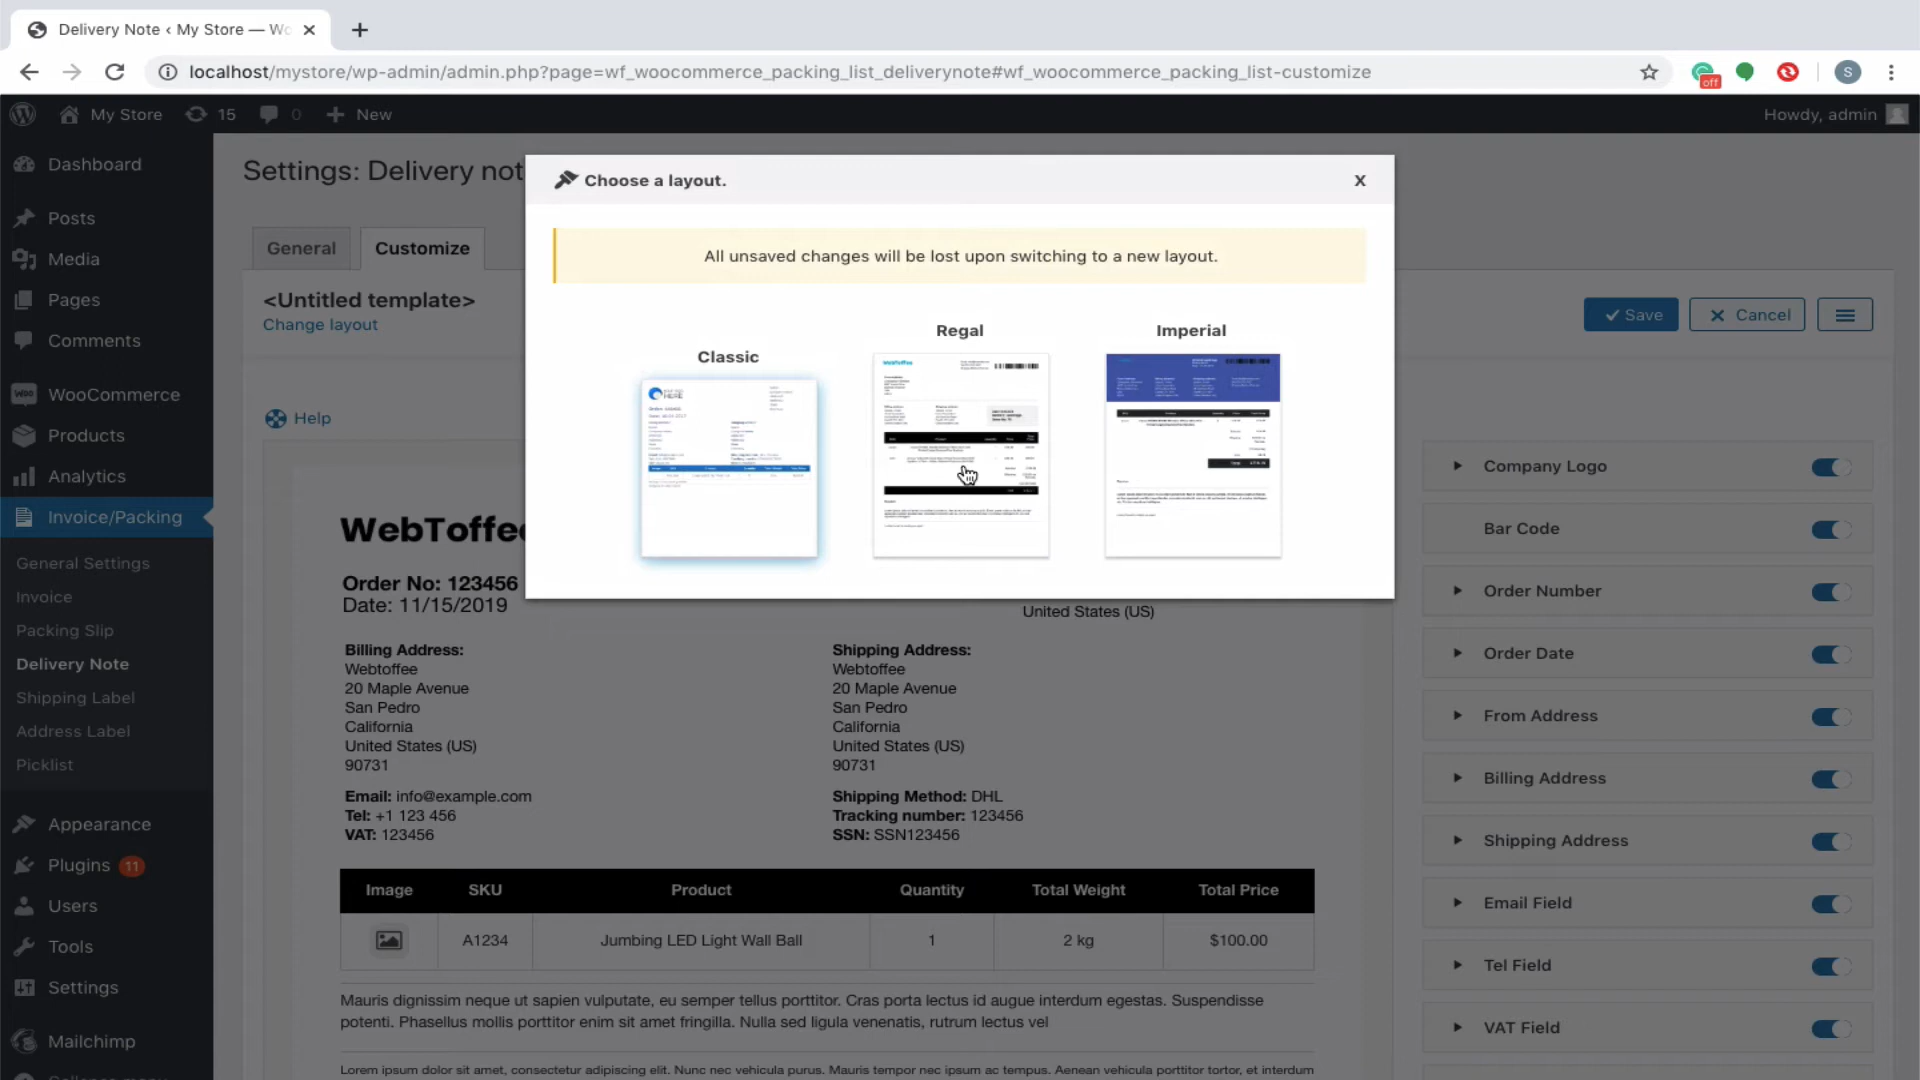 Delivery Note ‹ My Store — Wo
localhost/mystore/wp-admin/admin.php?page=wf_woocommerce_packing_list_deliverynote#wf_woocommerce_packing_list-customize
off
S
My Store 15 0 New
Howdy, admin
Dashboard
Posts
Media
Pages
Comments
WooCommerce
Products
Analytics
Invoice/Packing
General Settings
Invoice
Packing Slip
Delivery Note
Shipping Label
Address Label
Picklist
Appearance
Plugins 11
Users
Tools
Settings
Mailchimp
Settings: Delivery not
General Customize
<Untitled template>
Change layout
Save Cancel
Help
Choose a layout. X
All unsaved changes will be lost upon switching to a new layout.
Classic
Regal
Imperial
WebToffee
Order No: 123456
Date: 11/15/2019
United States (US)
Billing Address:
Webtoffee
20 Maple Avenue
San Pedro
California
United States (US)
90731
Email: info@example.com
Tel: +1 123 456
VAT: 123456
Shipping Address:
Webtoffee
20 Maple Avenue
San Pedro
California
United States (US)
90731
Shipping Method: DHL
Tracking number: 123456
SSN: SSN123456
Image SKU Product Quantity Total Weight Total Price
A1234 Jumbing LED Light Wall Ball 1 2 kg $100.00
Mauris dignissim neque ut sapien vulputate, eu semper tellus porttitor. Cras porta lectus id augue interdum egestas. Suspendisse
potenti. Phasellus mollis porttitor enim sit amet fringilla. Nulla sed ligula venenatis, rutrum lectus vel
Lorem ipsum dolor sit amet, consectetur adipiscing elit. Nunc nec vehicula purus. Mauris tempor nec ipsum ac tempus. Aenean vehicula porttitor tortor, et interdum
Company Logo
Bar Code
Order Number
Order Date
From Address
Billing Address
Shipping Address
Email Field
Tel Field
VAT Field